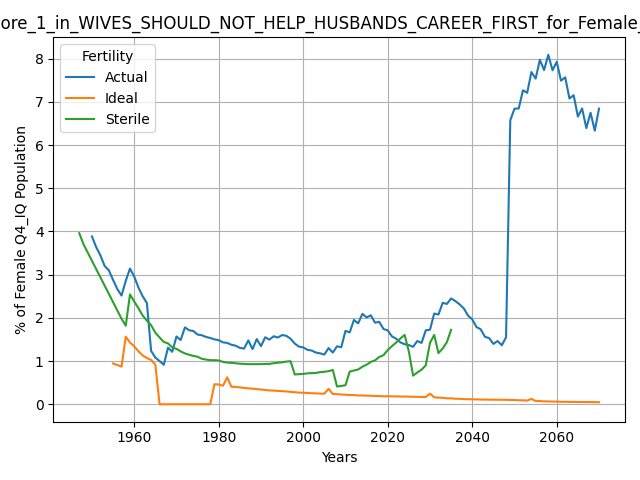 ore_1_in_WIVES_SHOULD_NOT_HELP_HUSBANDS_CAREER_FIRST_for_Female_
Fertility
Actual
Ideal
Sterile
% of Female Q4_IQ Population
8
7
6
5
4
3
2
1
0
1960 1980 2000 2020 2040 2060
Years